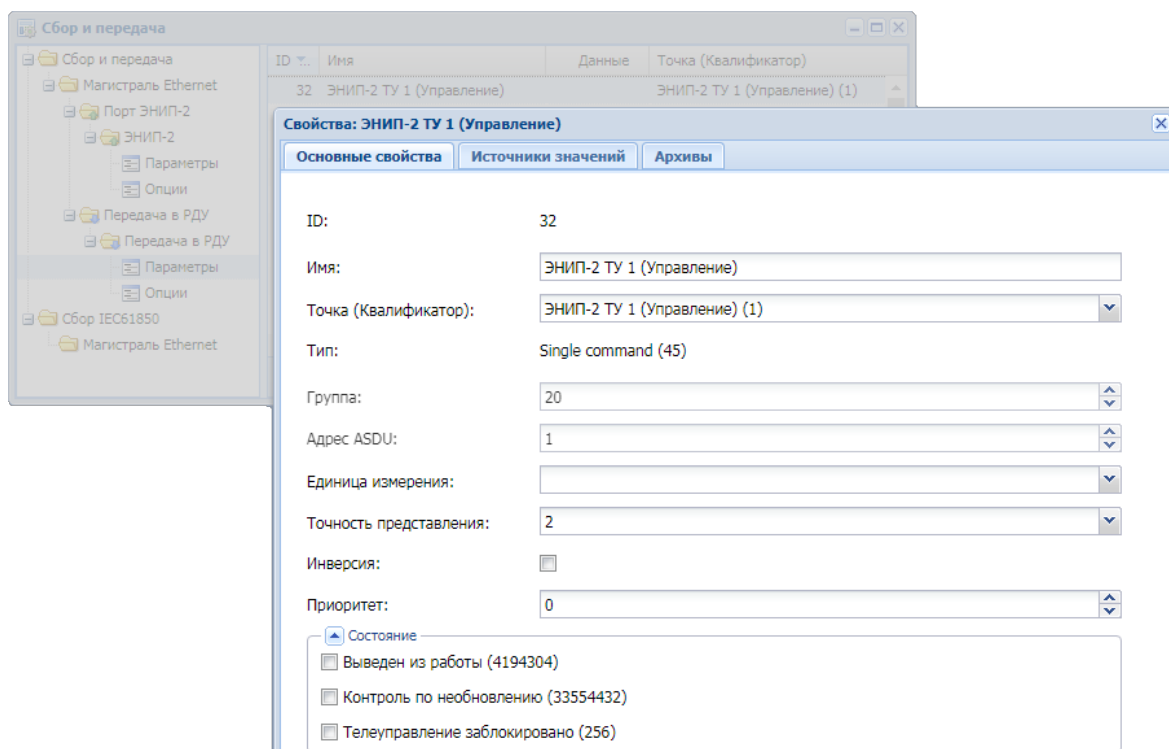 Сбор и передача
Сбор и передача
Магистраль Ethernet
Порт ЭНИП-2
ЭНИП-2
Параметры
Опции
Передача в РДУ
Передача в РДУ
Параметры
Опции
Сбор IEC61850
Магистраль Ethernet
ID Имя Данные Точка (Квалификатор)
32 ЭНИП-2 ТУ 1 (Управление) ЭНИП-2 ТУ 1 (Управление) (1)
Свойства: ЭНИП-2 ТУ 1 (Управление)
Основные свойства Источники значений Архивы
ID: 32
Имя: ЭНИП-2 ТУ 1 (Управление)
Точка (Квалификатор): ЭНИП-2 ТУ 1 (Управление) (1)
Тип: Single command (45)
Группа: 20
Адрес ASDU: 1
Единица измерения:
Точность представления: 2
Инверсия:
Приоритет: 0
Состояние
Выведен из работы (4194304)
Контроль по необновлению (33554432)
Телеуправление заблокировано (256)